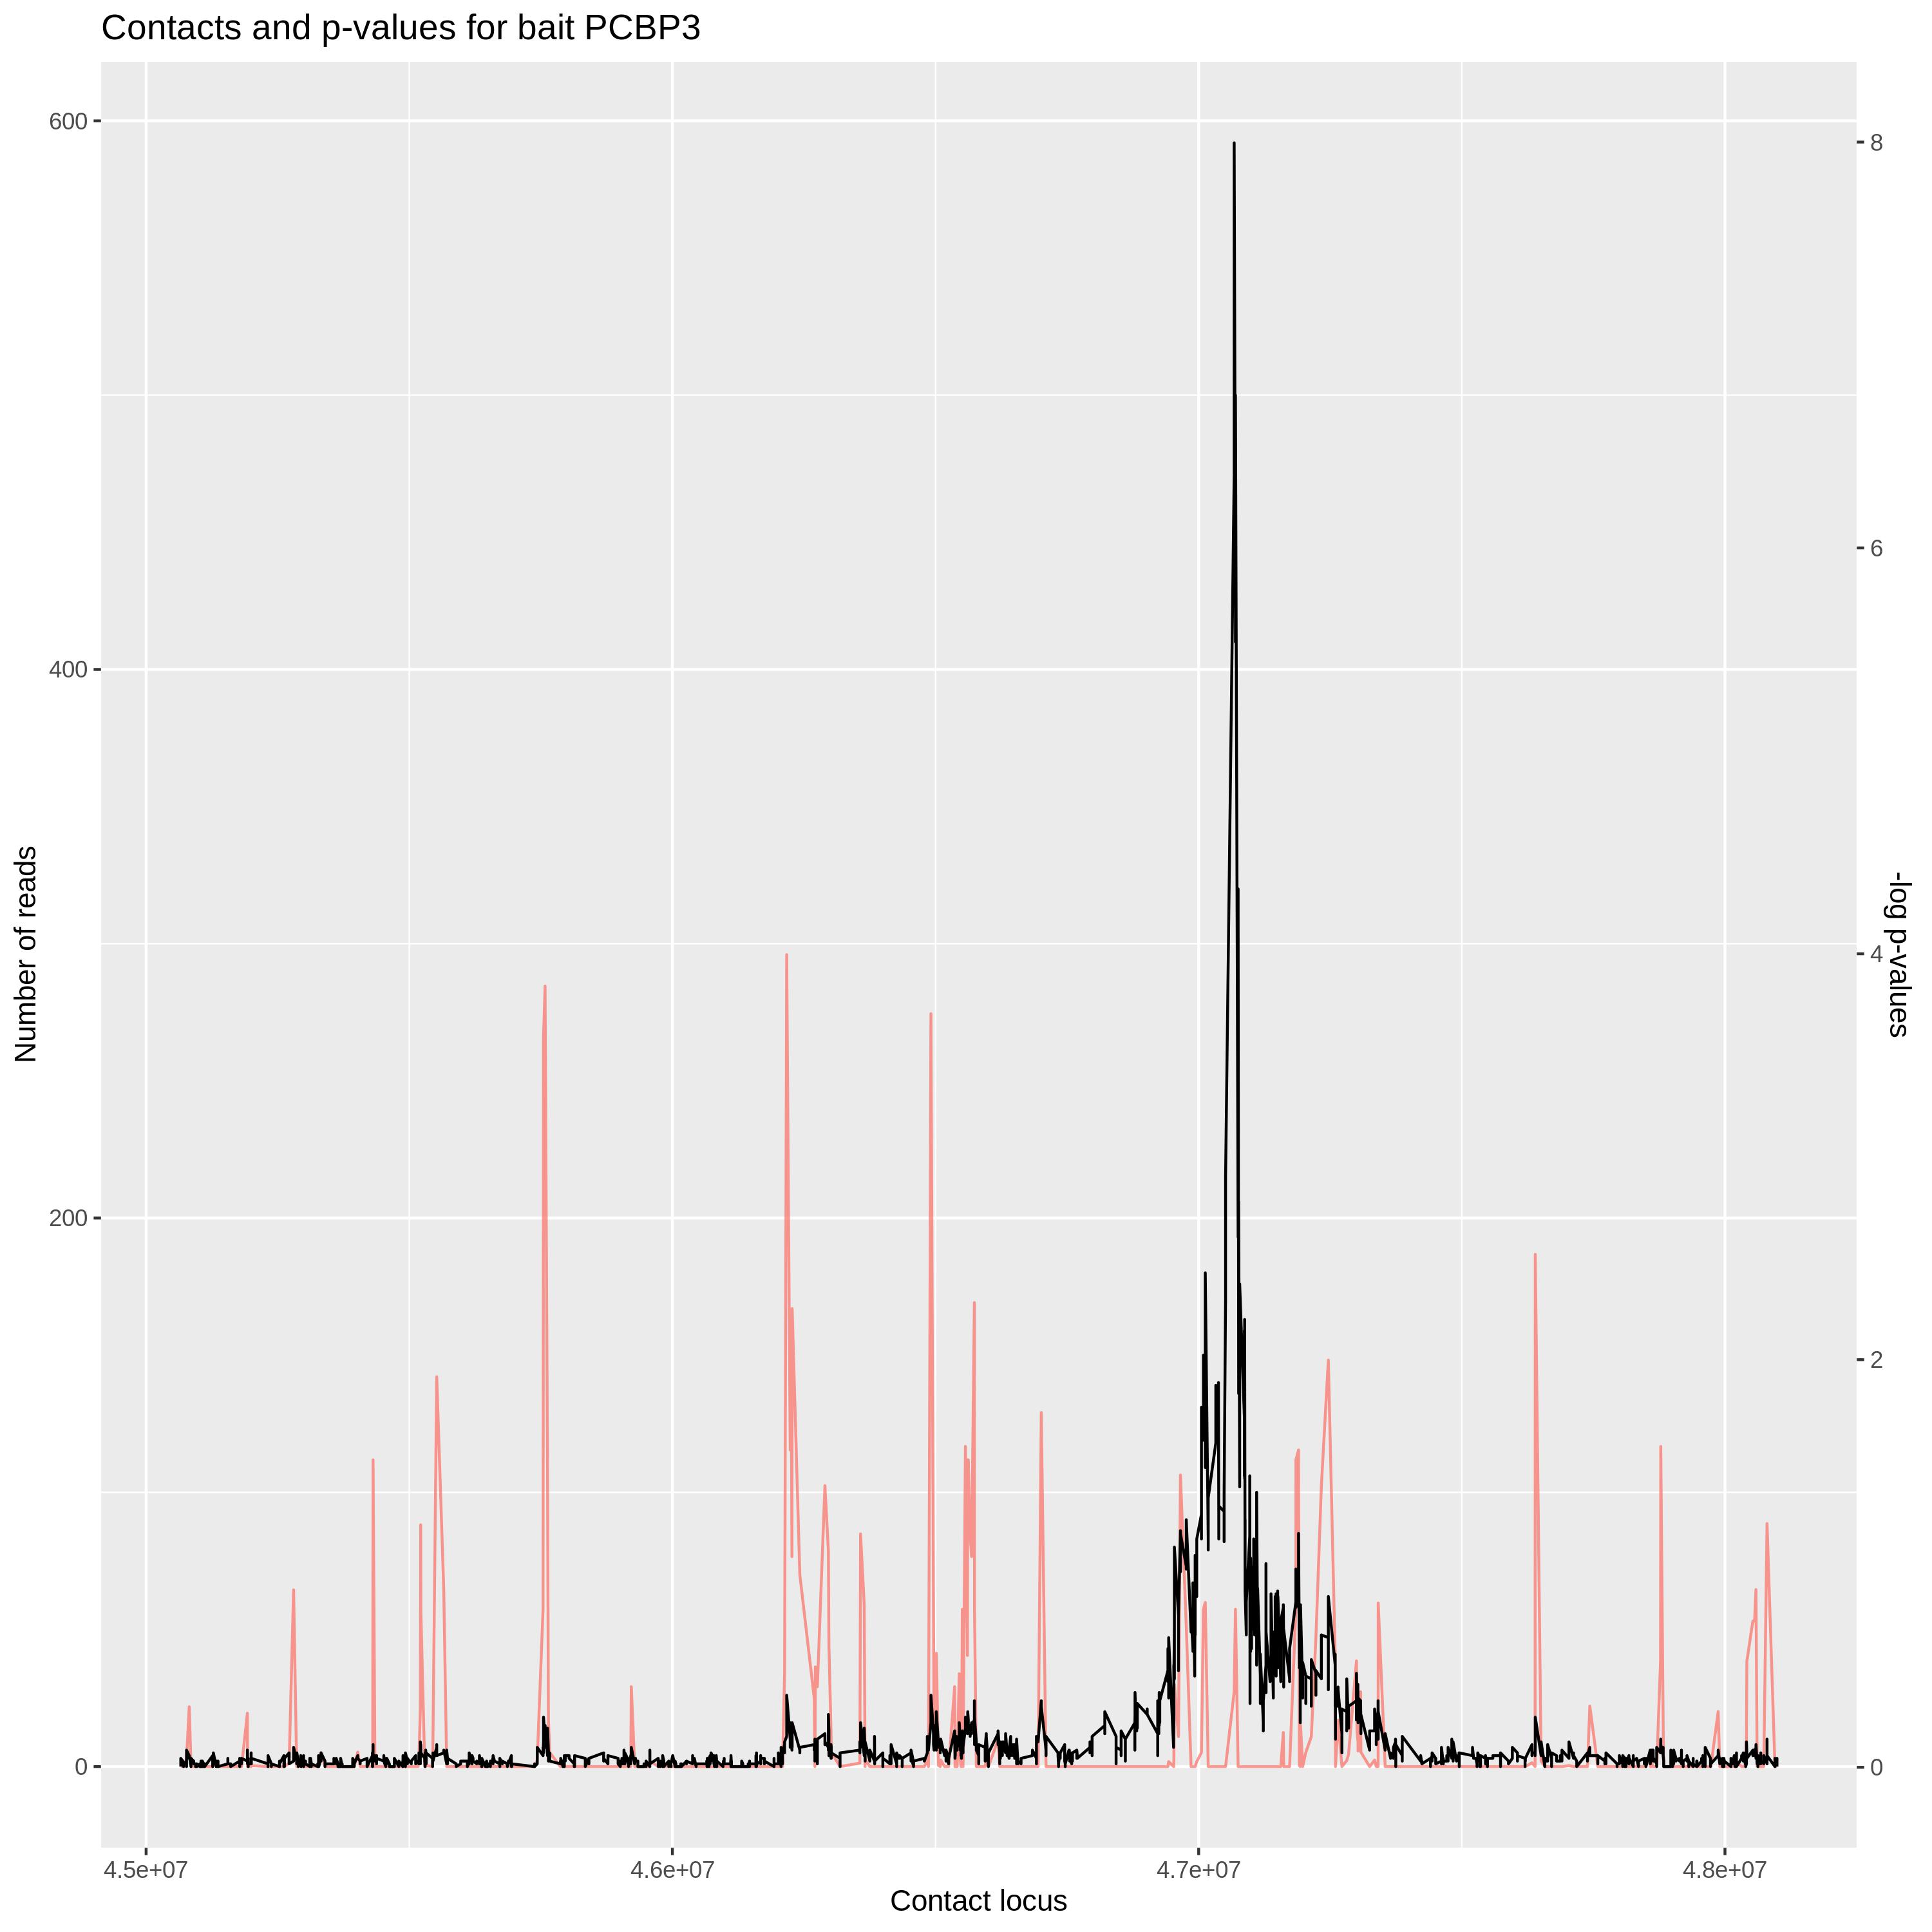 Contacts and p-values for bait PCBP3
600
400
200
0
Number of reads
8
6
4
2
0
-log p-values
4.5e+07 4.6e+07 4.7e+07 4.8e+07
Contact locus